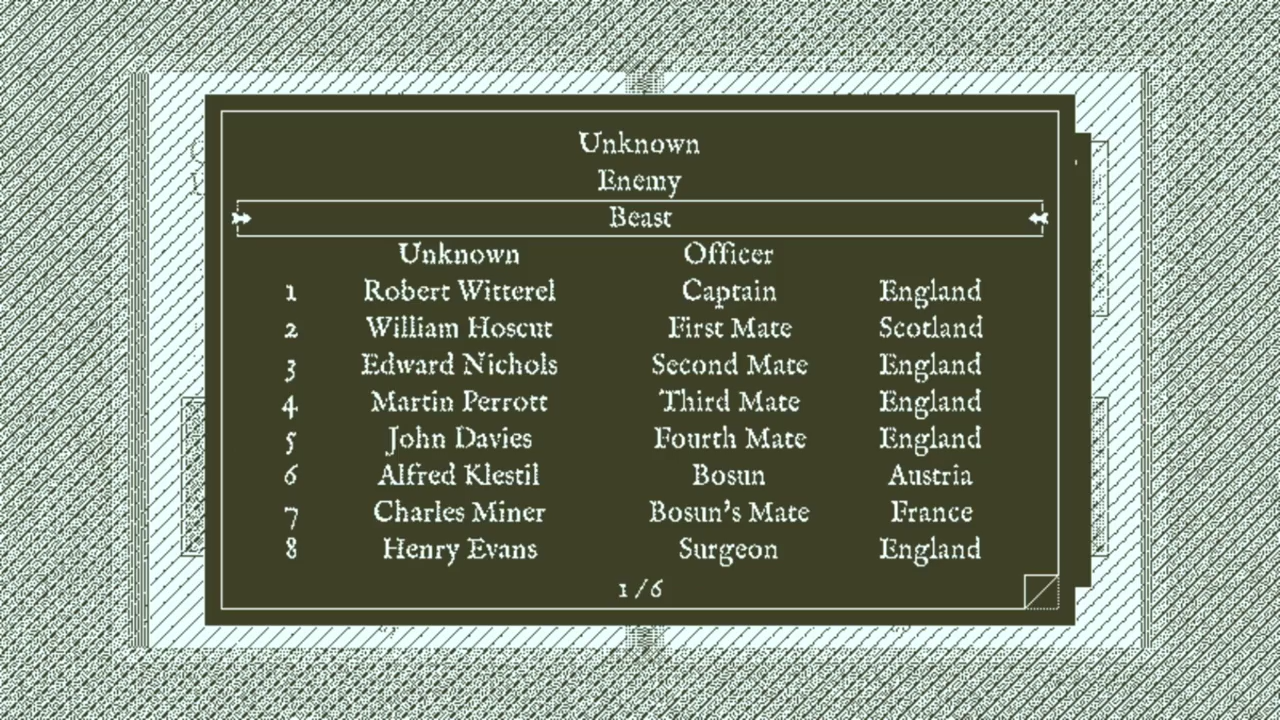 Unknown
Enemy
Beast
Unknown Officer
1 Robert Witterel Captain England
2 William Hoscut First Mate Scotland
3 Edward Nichols Second Mate England
4 Martin Perrott Third Mate England
5 John Davies Fourth Mate England
6 Alfred Klestil Bosun Austria
7 Charles Miner Bosun's Mate France
8 Henry Evans Surgeon England
1/6